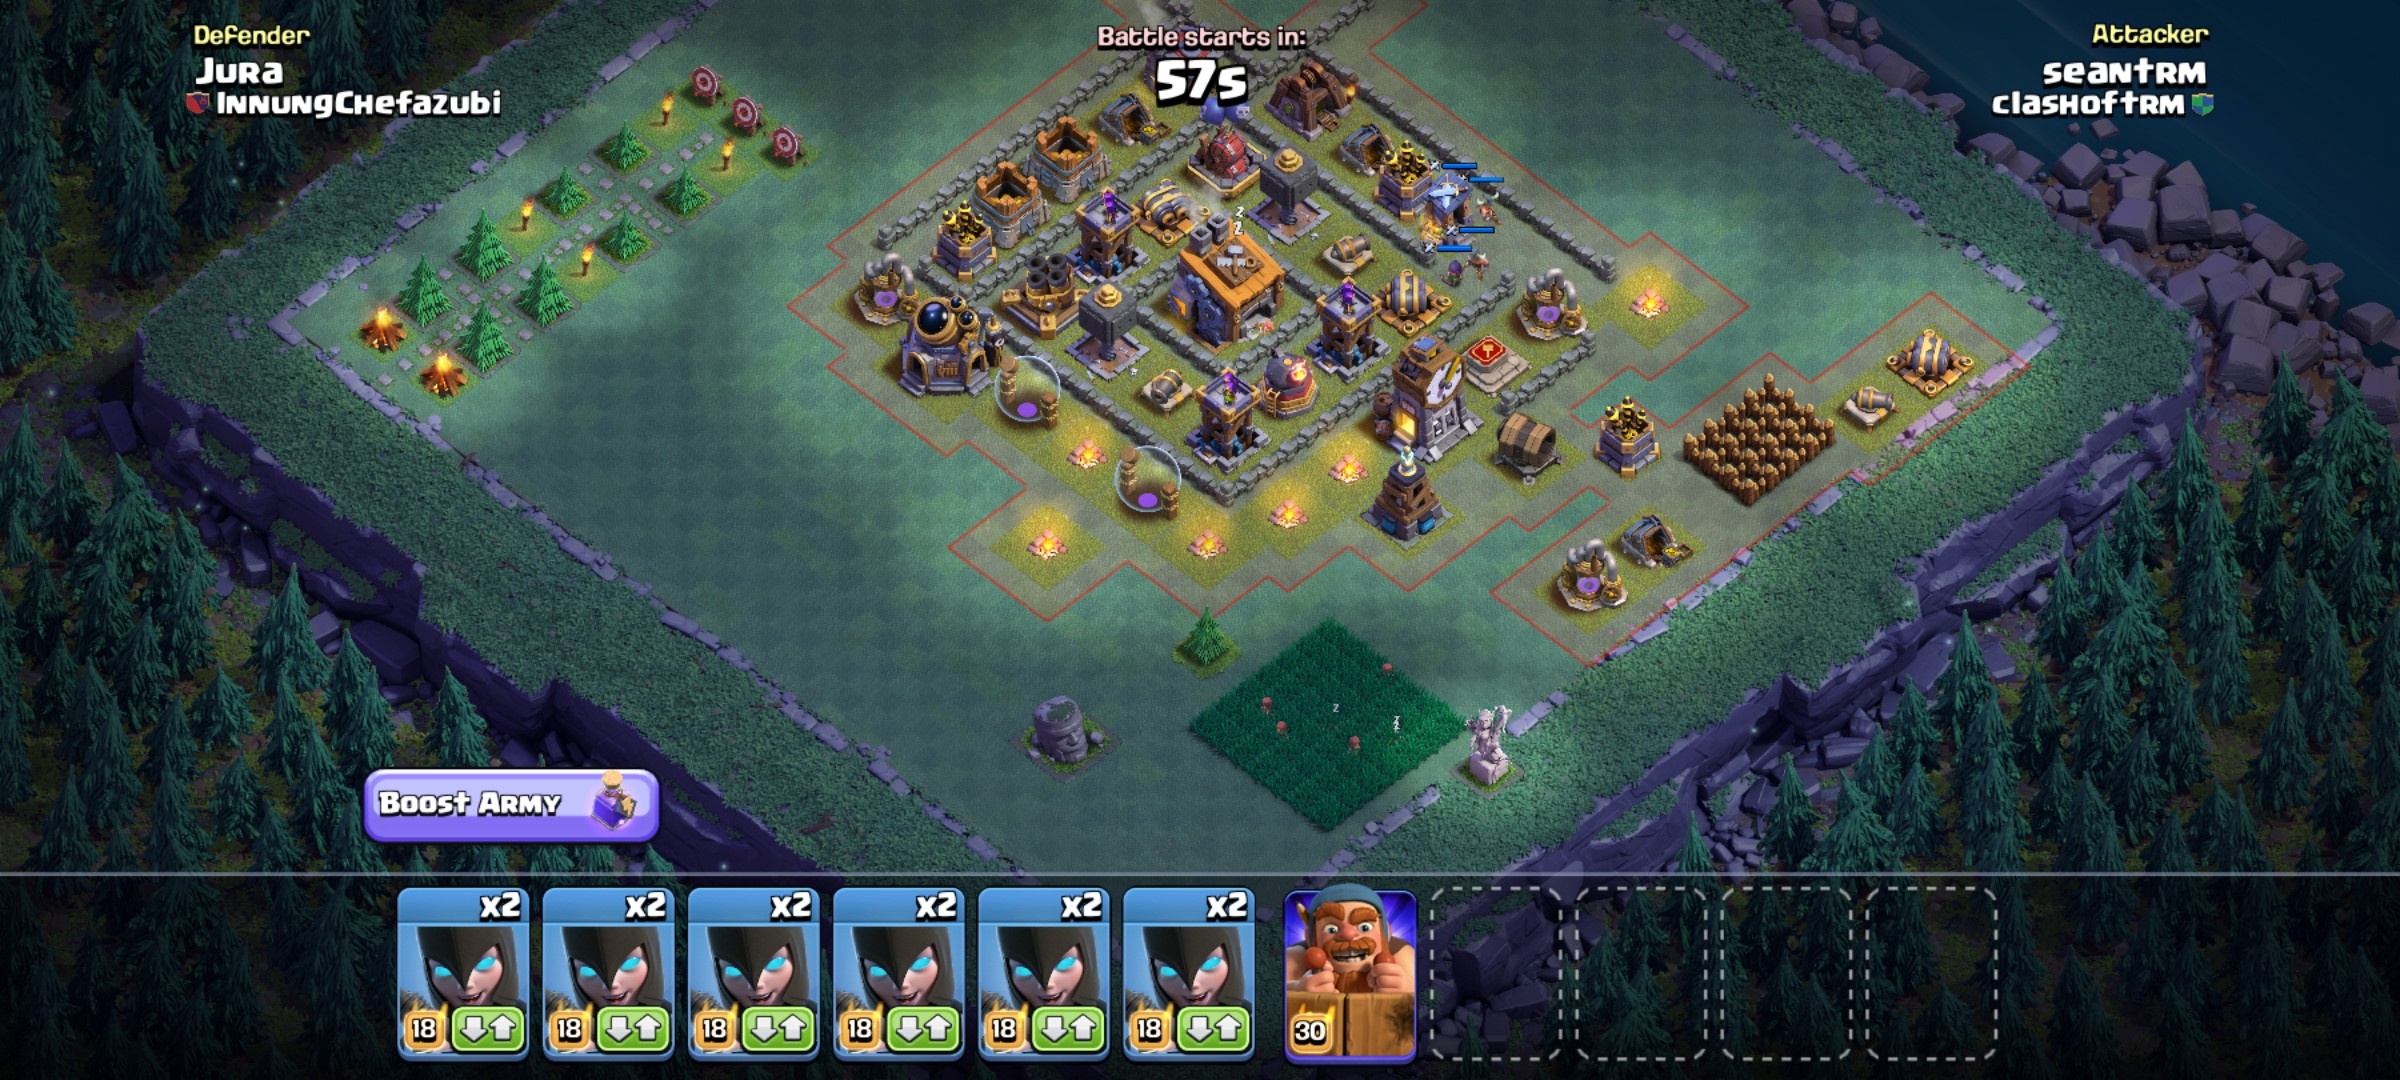 Defender
Jura
InnungChefazubi
Battle starts in:
57s
Attacker
seantRM
clashoftRM
Boost Army
x2
x2
x2
x2
x2
x2
18
18
18
18
18
18
30